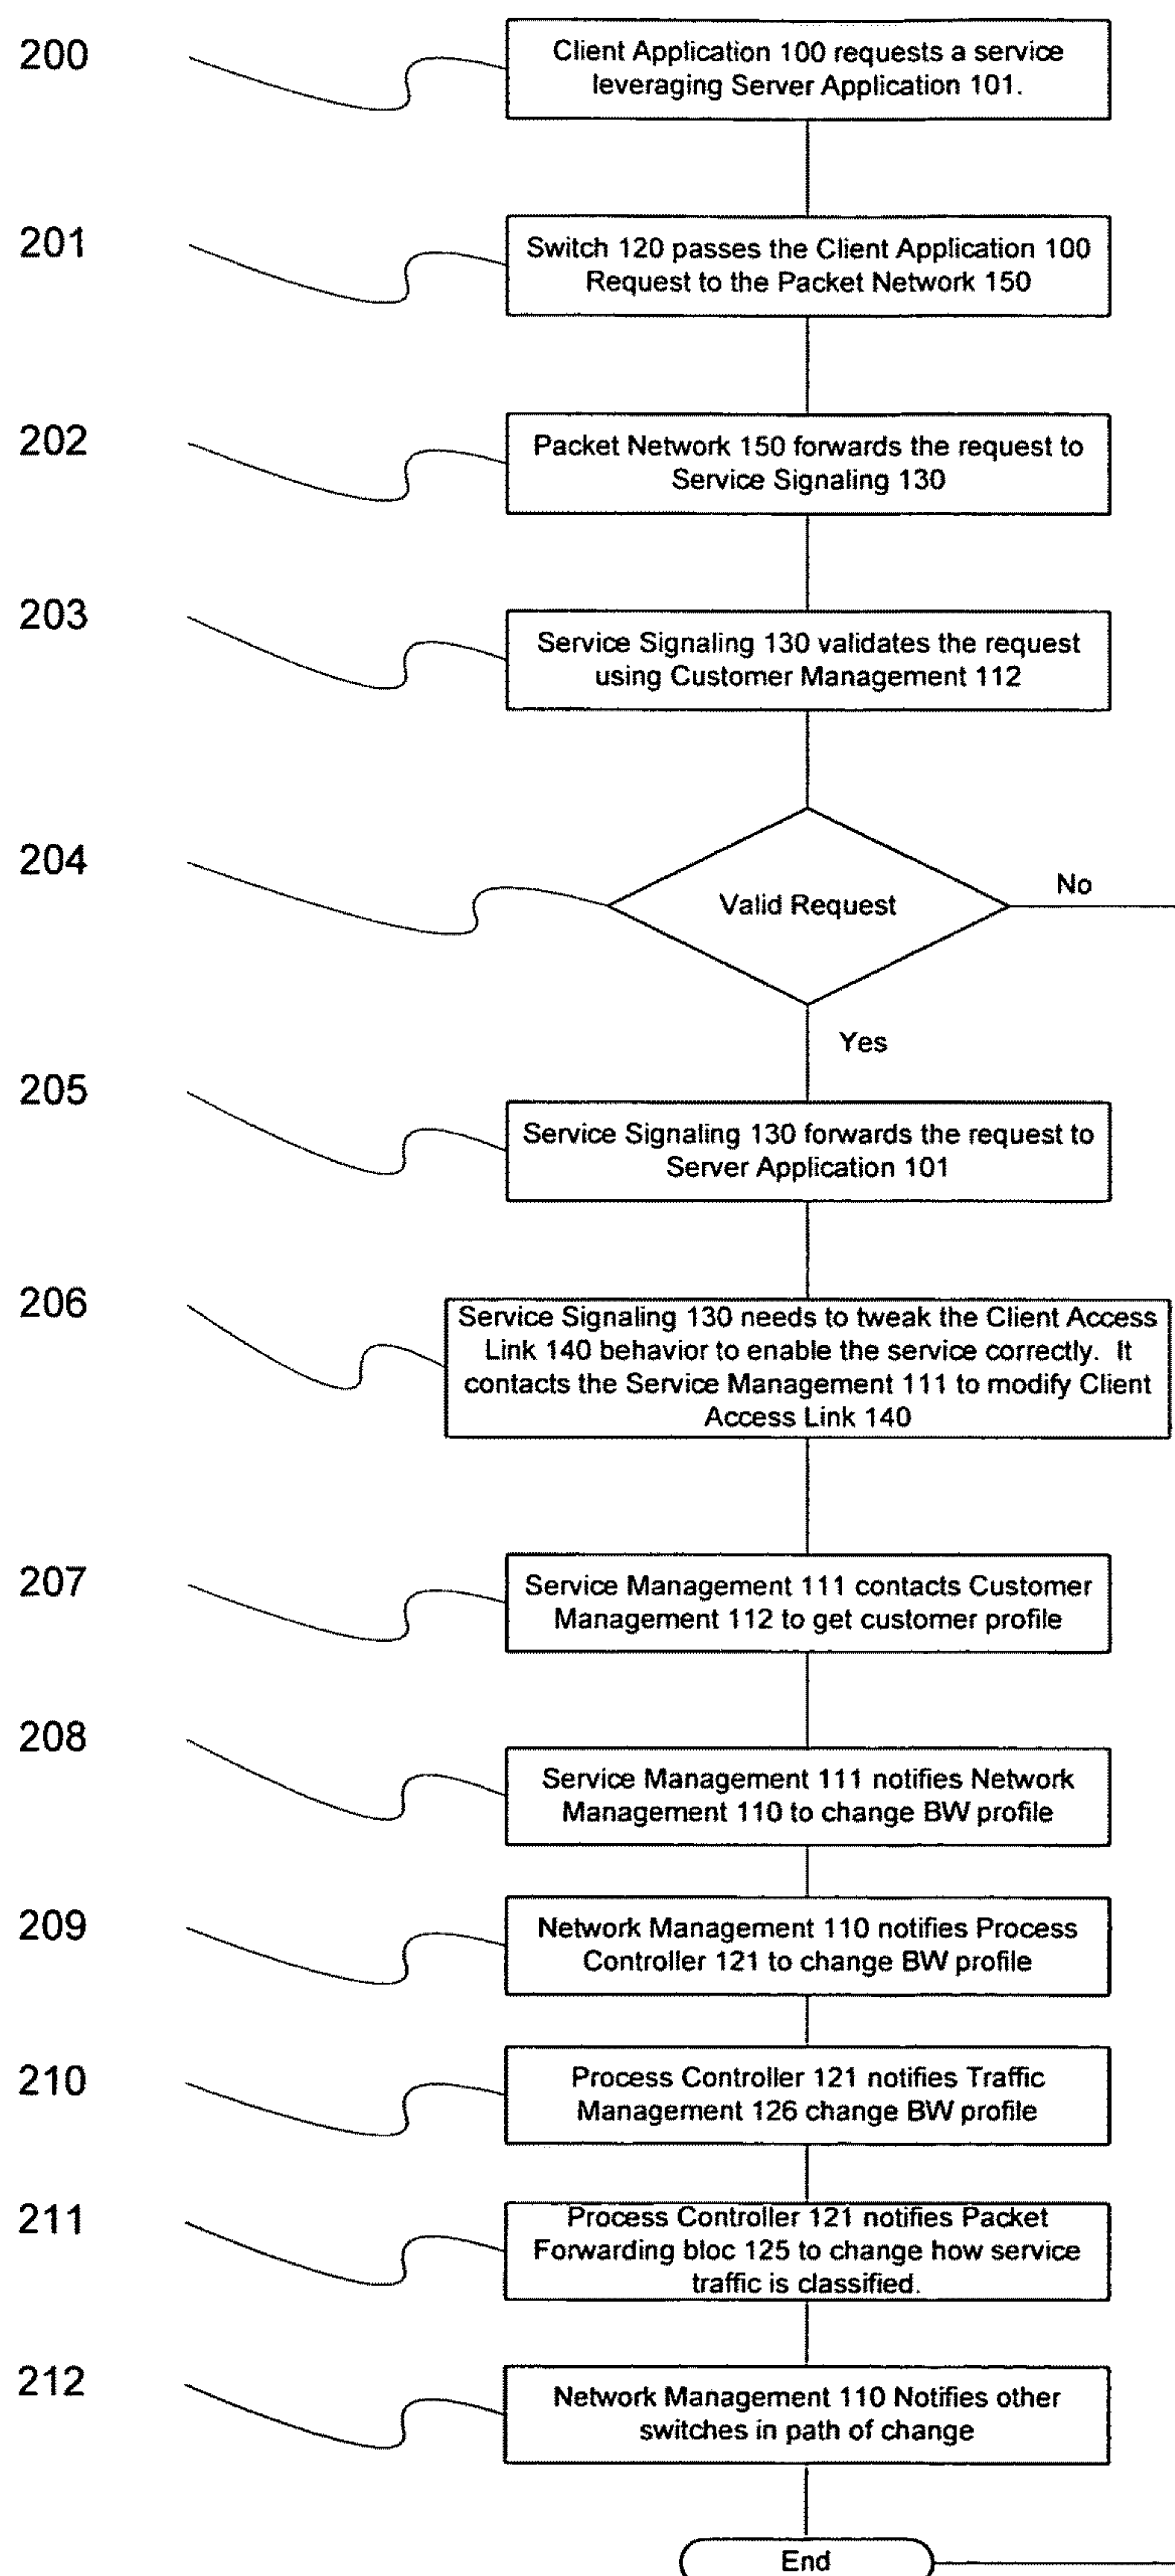 200
Client Application 100 requests a service
leveraging Server Application 101.
201
Switch 120 passes the Client Application 100
Request to the Packet Network 150
202
Packet Network 150 forwards the request to
Service Signaling 130
203
Service Signaling 130 validates the request
using Customer Management 112
204
Valid Request
No
Yes
205
Service Signaling 130 forwards the request to
Server Application 101
206
Service Signaling 130 needs to tweak the Client Access
Link 140 behavior to enable the service correctly. It
contacts the Service Management 111 to modify Client
Access Link 140
207
Service Management 111 contacts Customer
Management 112 to get customer profile
208
Service Management 111 notifies Network
Management 110 to change BW profile
209
Network Management 110 notifies Process
Controller 121 to change BW profile
210
Process Controller 121 notifies Traffic
Management 126 change BW profile
211
Process Controller 121 notifies Packet
Forwarding bloc 125 to change how service
traffic is classified.
212
Network Management 110 Notifies other
switches in path of change
End